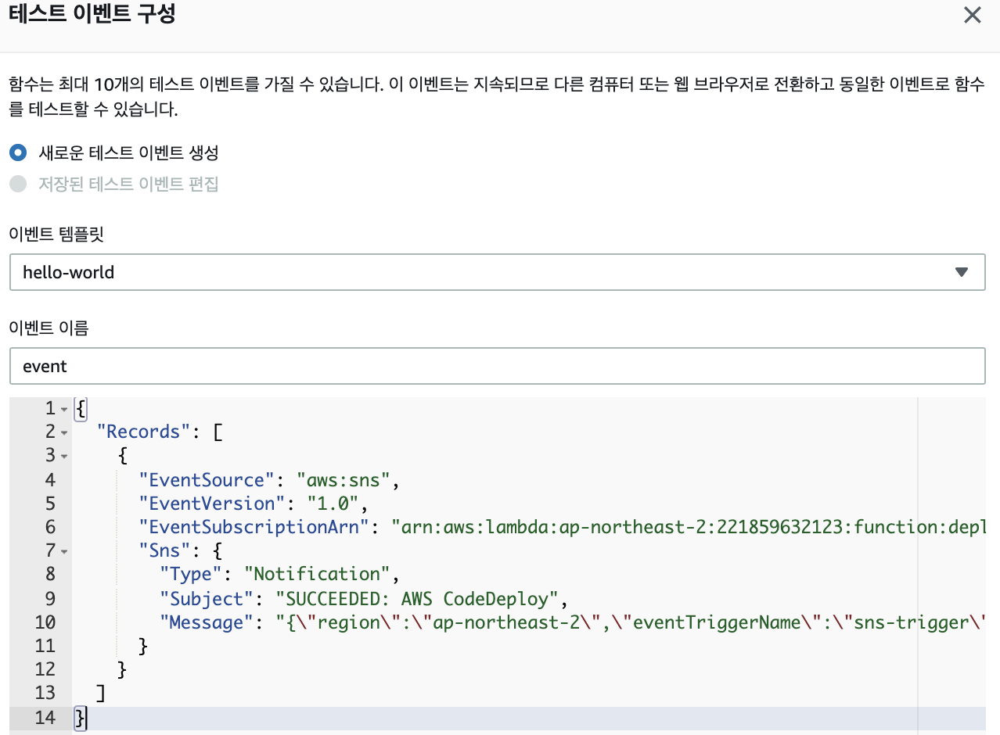 테스트 이벤트 구성
함수는 최대 10개의 테스트 이벤트를 가질 수 있습니다. 이 이벤트는 지속되므로 다른 컴퓨터 또는 웹 브라우저로 전환하고 동일한 이벤트로 함수
를 테스트할 수 있습니다.
새로운 테스트 이벤트 생성
저장된 테스트 이벤트 편집
이벤트 템플릿
hello-world
이벤트 이름
event
1 {
2 "Records": [
3 {
4 "EventSource": "aws:sns",
5 "EventVersion": "1.0",
6 "EventSubscriptionArn": "arn:aws:lambda:ap-northeast-2:221859632123:function:depl
7 "Sns": {
8 "Type": "Notification",
9 "Subject": "SUCCEEDED: AWS CodeDeploy",
10 "Message": "{\"region\":\"ap-northeast-2\",\"eventTriggerName\":\"sns-trigger\"
11 }
12 }
13 ]
14 }